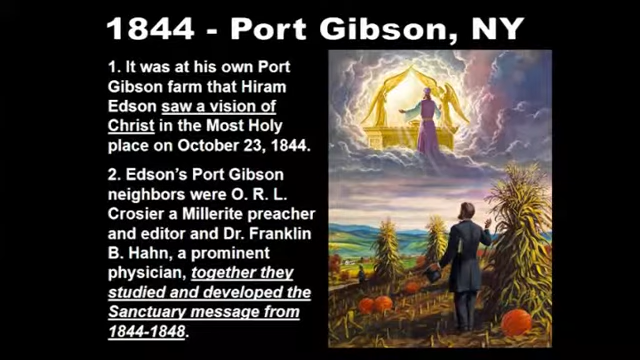 1844 - Port Gibson, NY
1. It was at his own Port
Gibson farm that Hiram
Edson saw a vision of
Christ in the Most Holy
place on October 23, 1844.
2. Edson's Port Gibson
neighbors were O. R. L.
Crosier a Millerite preacher
and editor and Dr. Franklin
B. Hahn, a prominent
physician, together they
studied and developed the
Sanctuary message from
1844-1848.